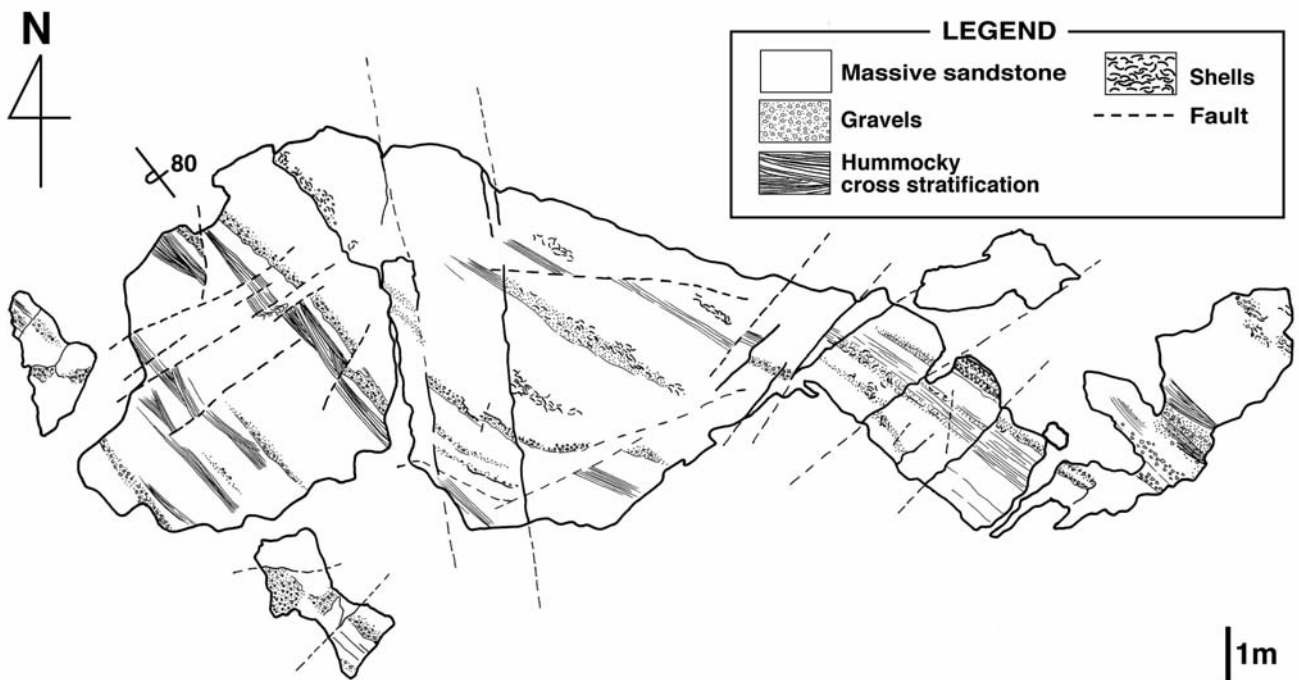 N
80
LEGEND
Massive sandstone
Gravels
Hummocky
cross stratification
Shells
Fault
1m